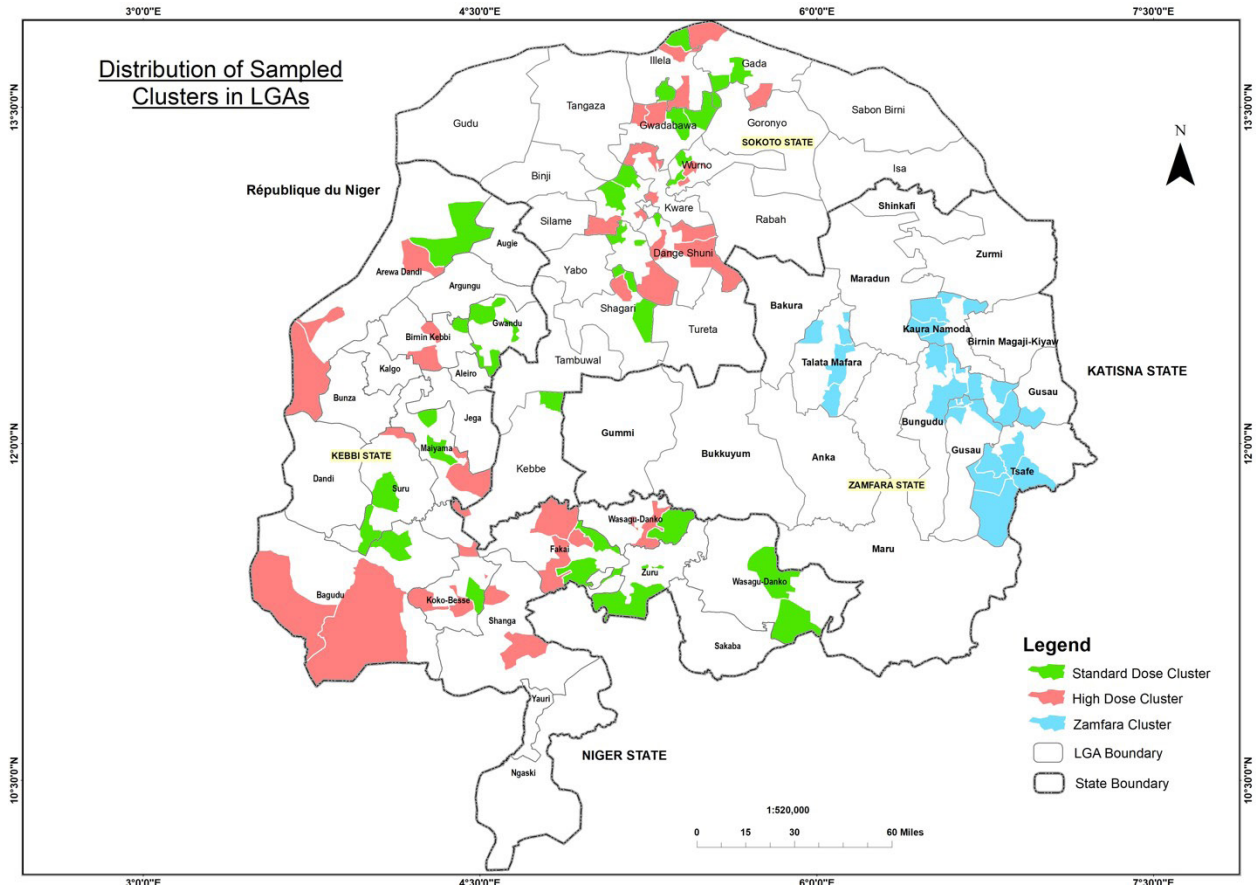 3°0'0"E 4°30'0"E 6°0'0"E 7°30'0"E
Distribution of Sampled
Clusters in LGAs
13°30'0"N
13°30'0"N
N
Illela
Gada
Tangaza
Sabon Birni
Gudu
Gwadabawa
Goronyo
SOKOTO STATE
Wurno
Isa
Binji
République du Niger
Kware
Shinkafi
Silame
Rabah
Augie
Dange Shuni
Zurmi
Yabo
Arewa Dandi
Maradun
Argungu
Bakura
Shagari
Gwandu
Tureta
Kaura Namoda
Birnin Kebbi
Birnin Magaji-Kiyaw
Tambuwal
Talata Mafara
Kalgo
Aleiro
KATISNA STATE
Gusau
Bunza
Jega
Bungudu
Gummi
12°0'0"N
12°0'0"N
Maiyama
Gusau
KEBBI STATE
Bukkuyum
Anka
Kebbe
Tsafe
Dandi
ZAMFARA STATE
Suru
Wasagu-Danko
Fakai
Maru
Zuru
Wasagu-Danko
Bagudu
Koko-Besse
Shanga
Sakaba
Legend
Standard Dose Cluster
High Dose Cluster
Zamfara Cluster
LGA Boundary
State Boundary
Yauri
NIGER STATE
Ngaski
10°30'0"N
10°30'0"N
1:520,000
0 15 30 60 Miles
3°0'0"E 4°30'0"E 6°0'0"E 7°30'0"E